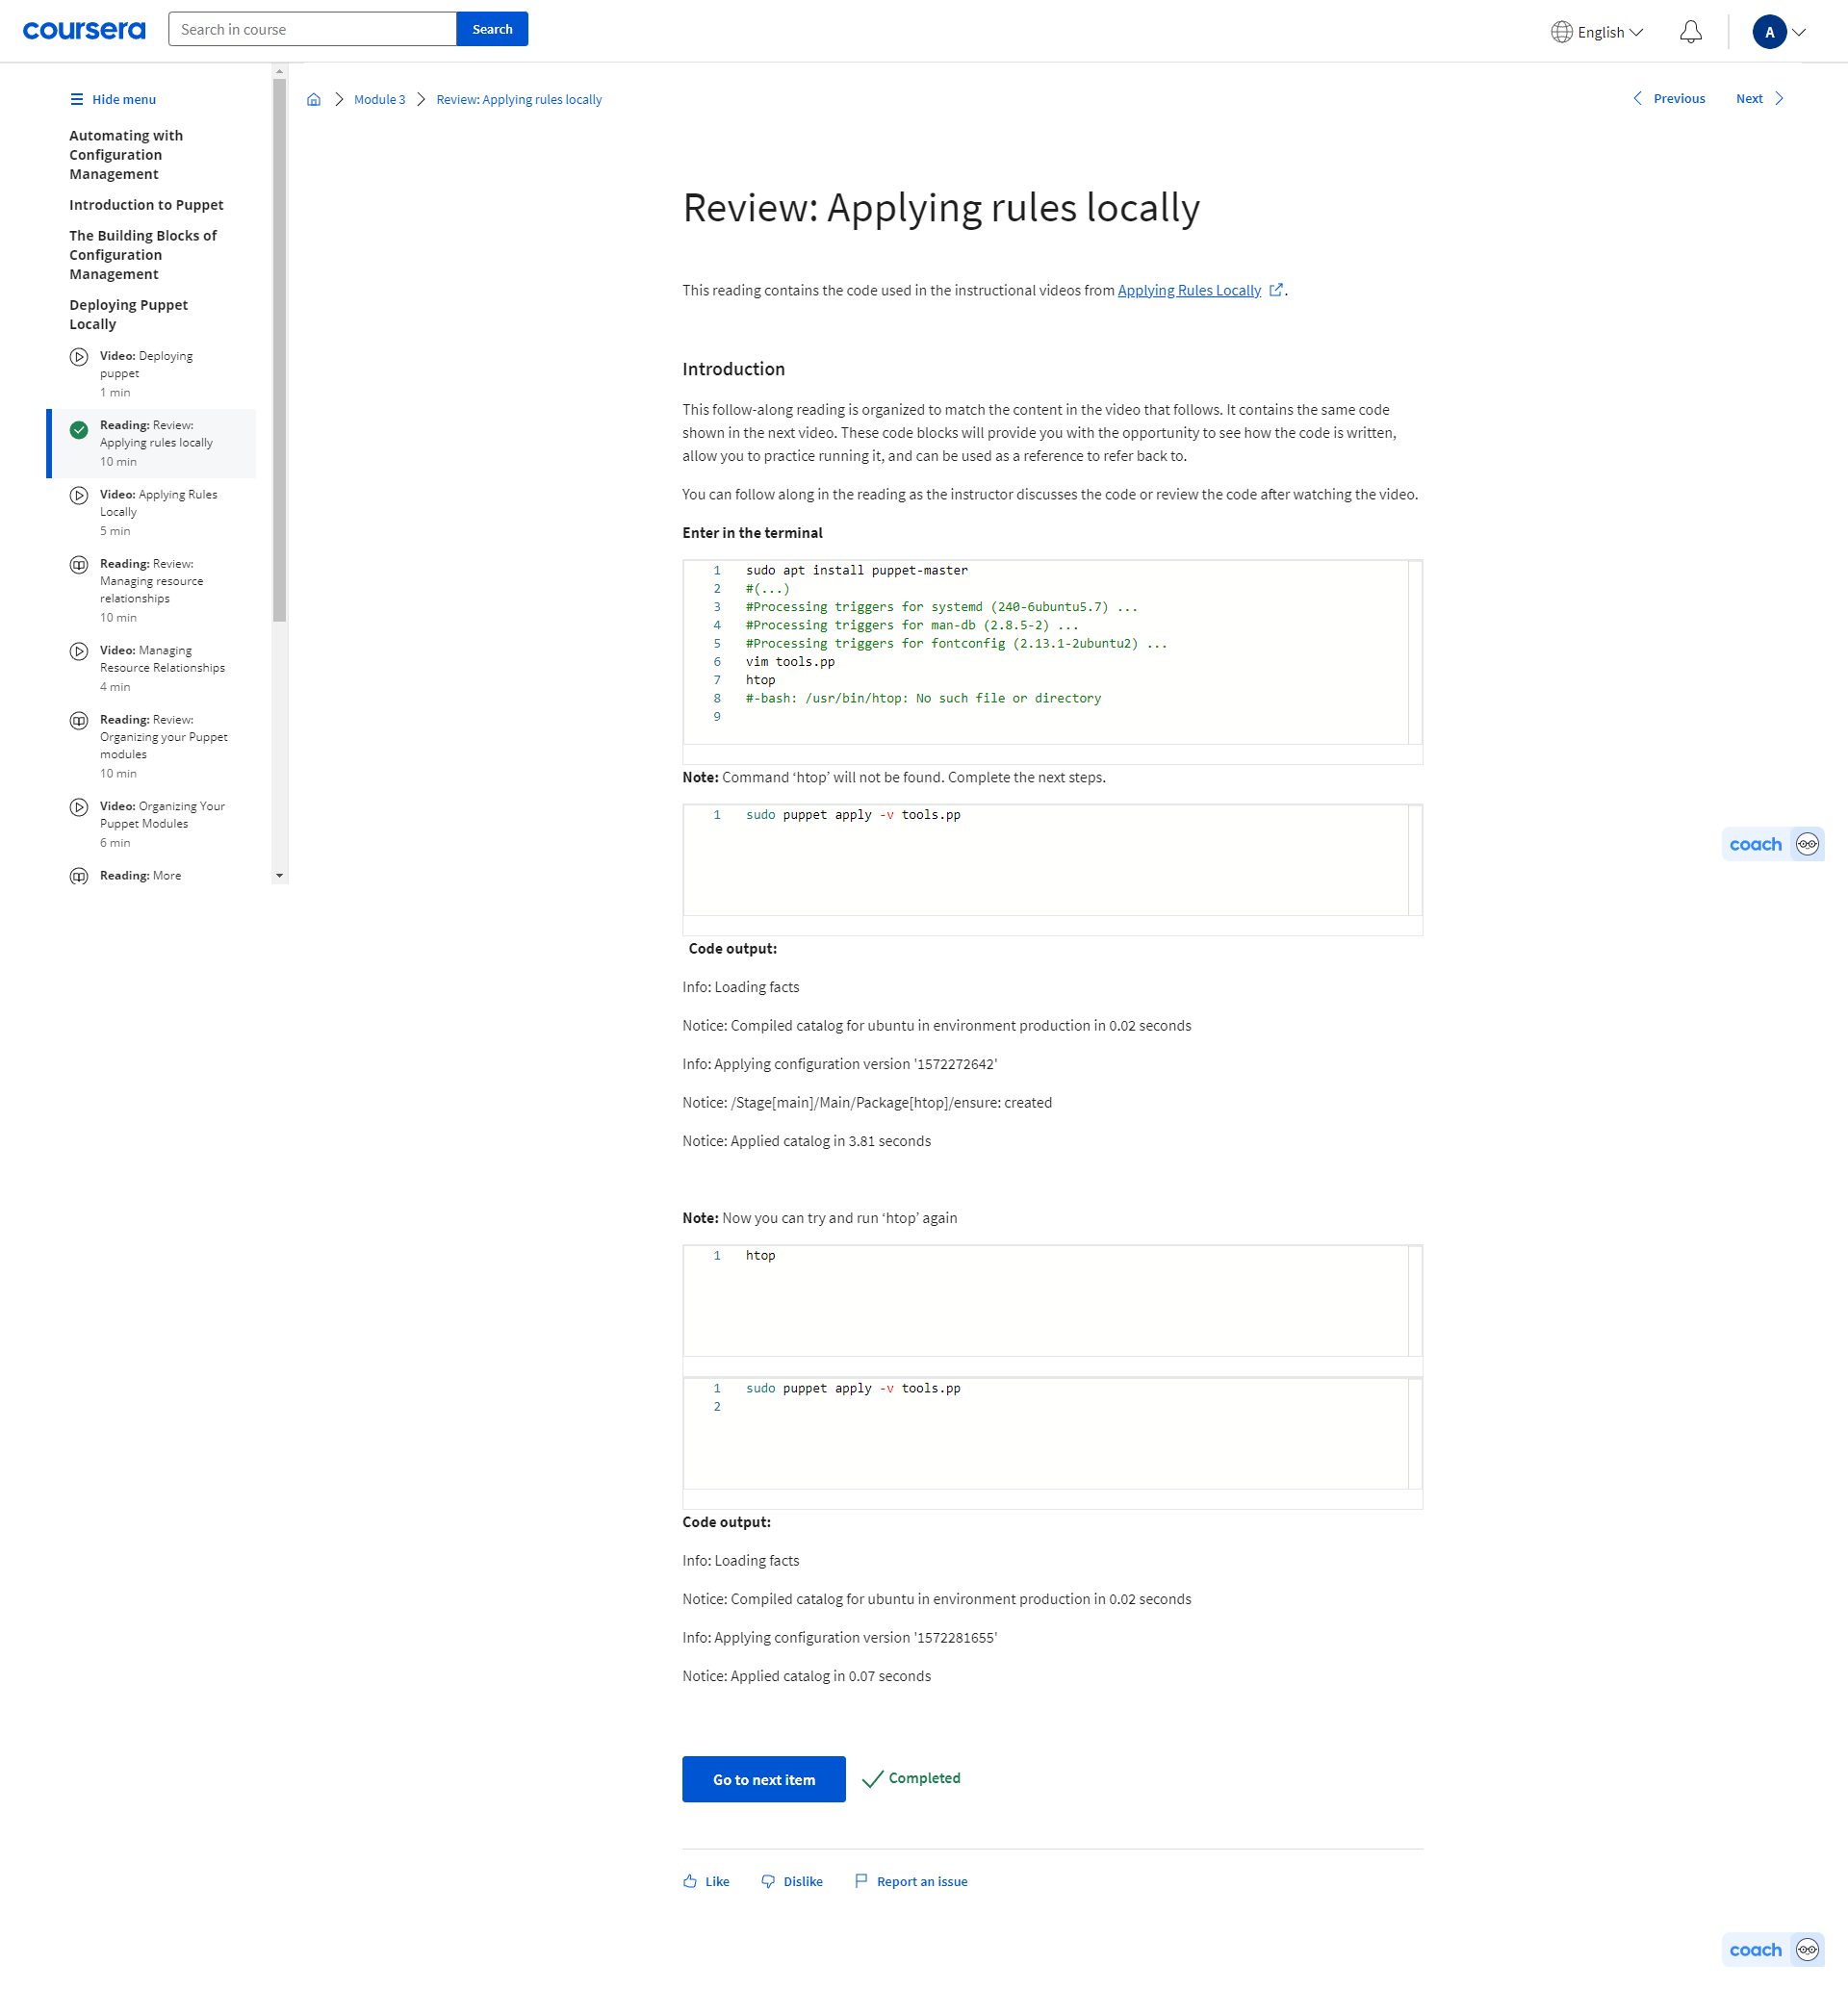 coursera
Search in course
Search
English
A
Hide menu
Automating with
Configuration
Management
Introduction to Puppet
The Building Blocks of
Configuration
Management
Deploying Puppet
Locally
Video: Deploying
puppet
1 min
Reading: Review:
Applying rules locally
10 min
Video: Applying Rules
Locally
5 min
Reading: Review:
Managing resource
relationships
10 min
Video: Managing
Resource Relationships
4 min
Reading: Review:
Organizing your Puppet
modules
10 min
Video: Organizing Your
Puppet Modules
6 min
Reading: More
Module 3
Review: Applying rules locally
Previous
Next
Review: Applying rules locally
This reading contains the code used in the instructional videos from Applying Rules Locally .
Introduction
This follow-along reading is organized to match the content in the video that follows. It contains the same code
shown in the next video. These code blocks will provide you with the opportunity to see how the code is written,
allow you to practice running it, and can be used as a reference to refer back to.
You can follow along in the reading as the instructor discusses the code or review the code after watching the video.
Enter in the terminal
1 sudo apt install puppet-master
2 #(...)
3 #Processing triggers for systemd (240-6ubuntu5.7) ...
4 #Processing triggers for man-db (2.8.5-2) ...
5 #Processing triggers for fontconfig (2.13.1-2ubuntu2) ...
6 vim tools.pp
7 htop
8 #-bash: /usr/bin/htop: No such file or directory
9
Note: Command ‘htop’ will not be found. Complete the next steps.
1 sudo puppet apply -v tools.pp
coach
Code output:
Info: Loading facts
Notice: Compiled catalog for ubuntu in environment production in 0.02 seconds
Info: Applying configuration version '1572272642'
Notice: /Stage[main]/Main/Package[htop]/ensure: created
Notice: Applied catalog in 3.81 seconds
Note: Now you can try and run ‘htop’ again
1 htop
1 sudo puppet apply -v tools.pp
2
Code output:
Info: Loading facts
Notice: Compiled catalog for ubuntu in environment production in 0.02 seconds
Info: Applying configuration version '1572281655'
Notice: Applied catalog in 0.07 seconds
Go to next item
Completed
Like
Dislike
Report an issue
coach